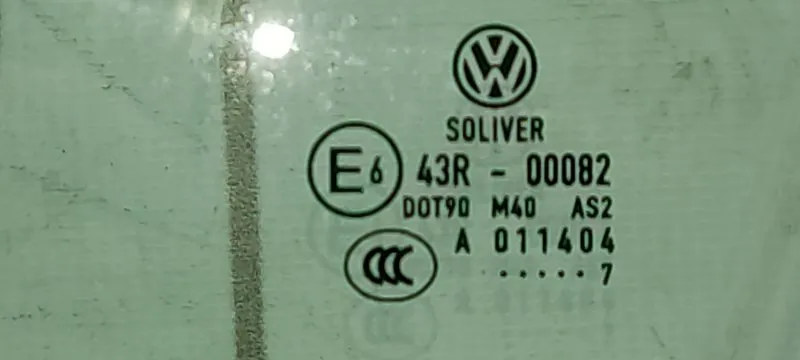 SOLIVER
E6 43R - 00082
DOT90 M40 AS2
A 011404
CCC ······7